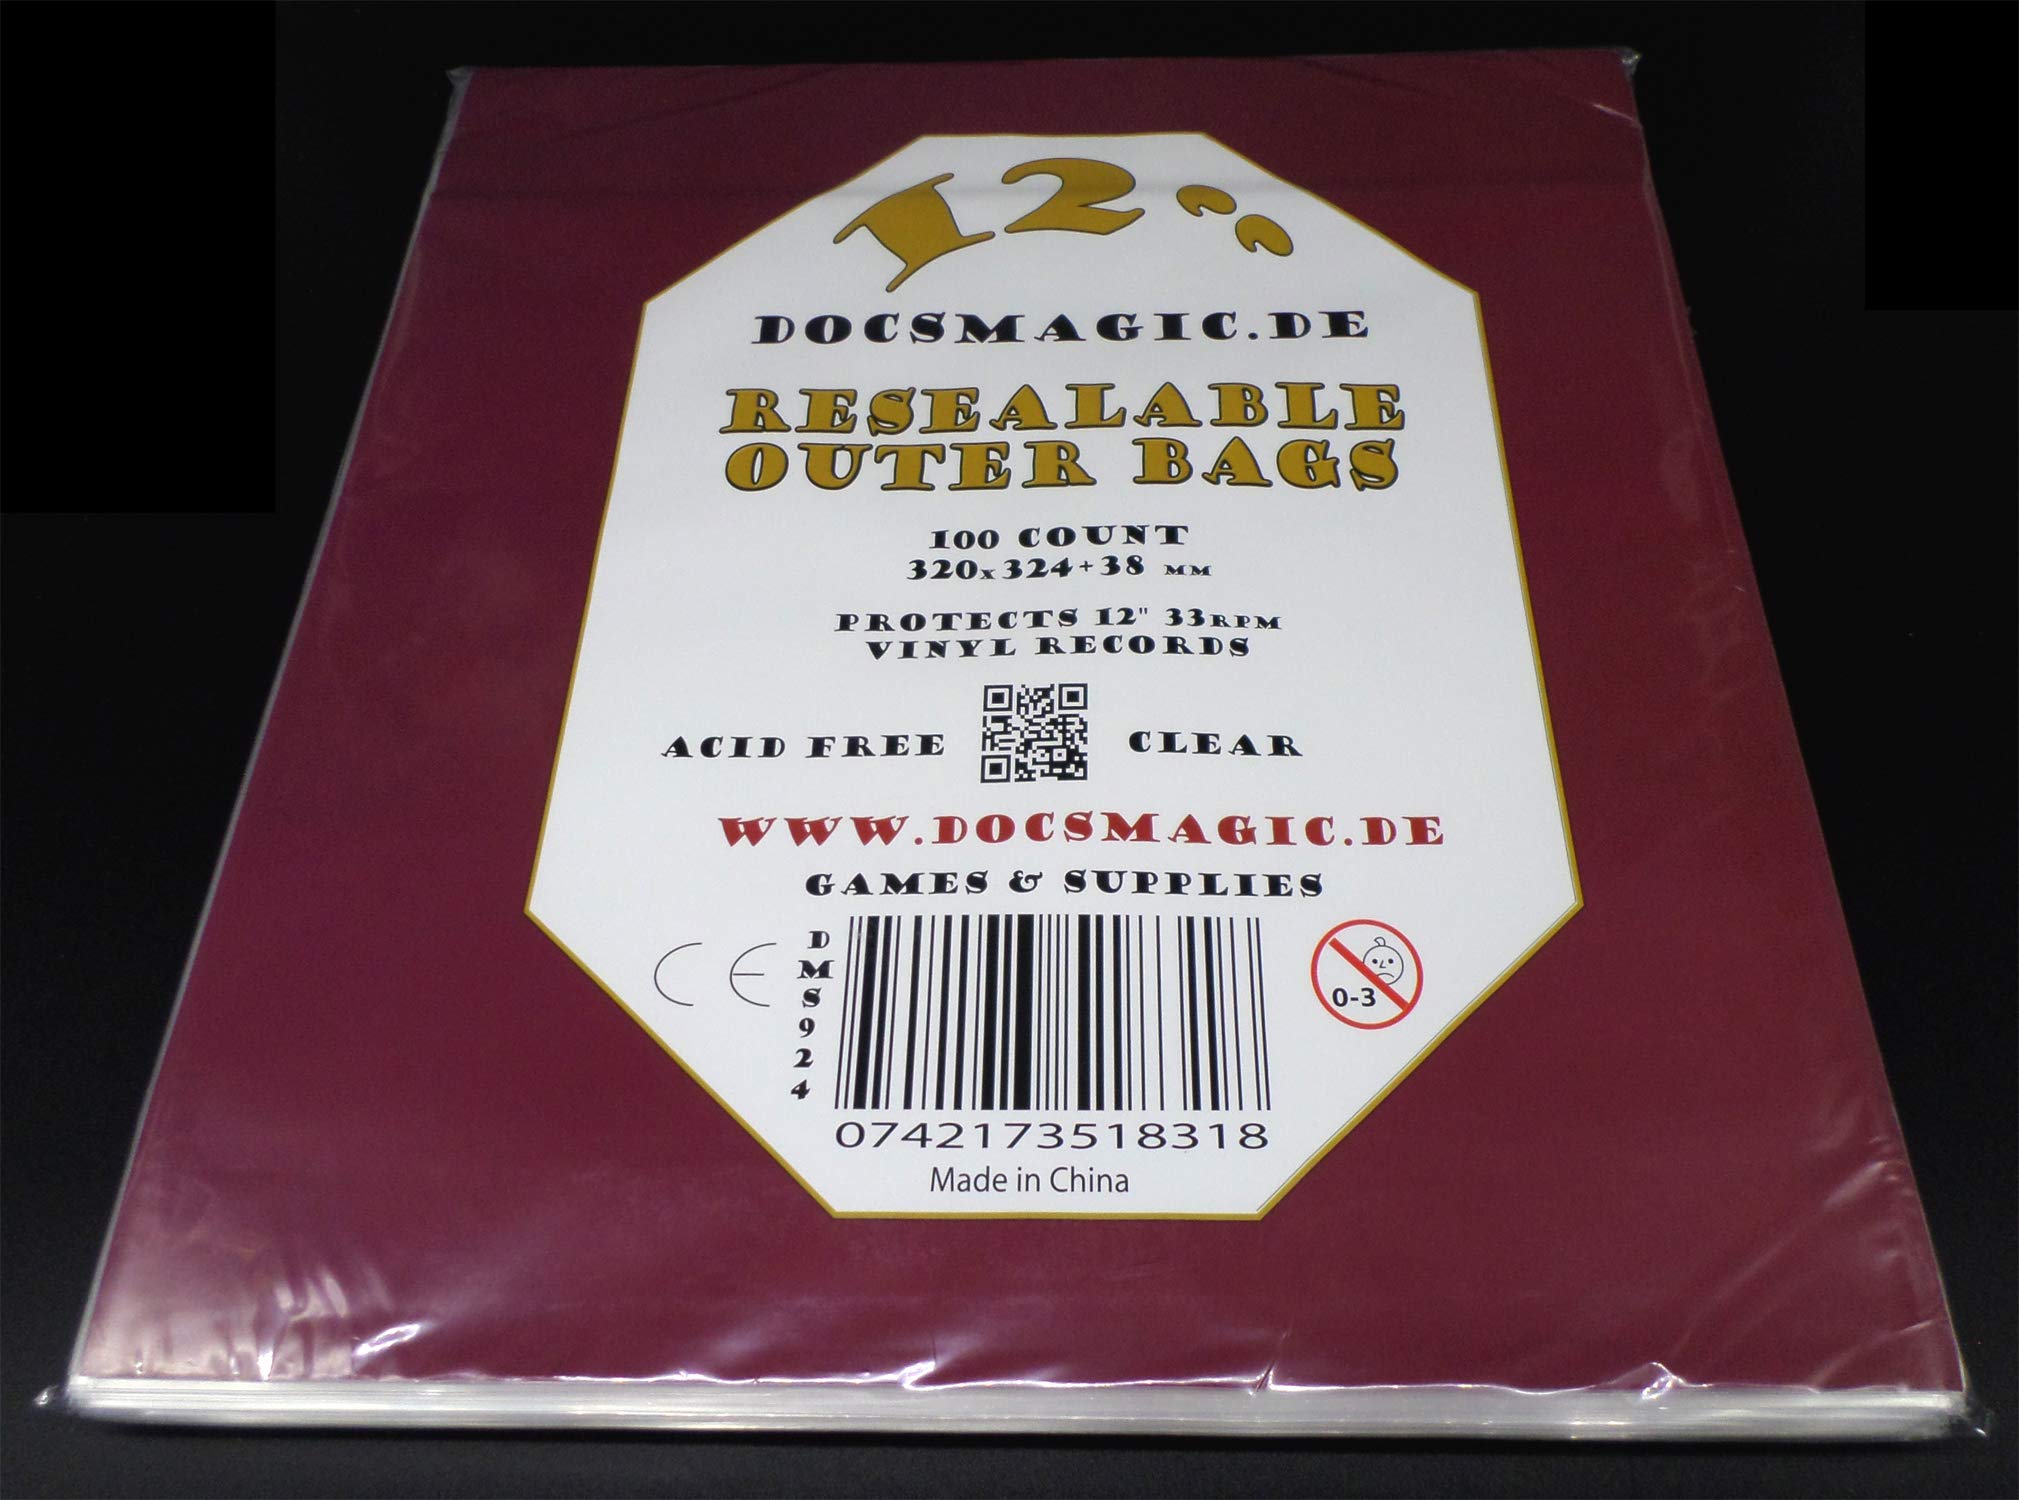 12"
DOCSMAGIC.DE
RESEALABLE
OUTER BAGS
100 COUNT
320x324+38 MM
PROTECTS 12" 33RPM
VINYL RECORDS
ACID FREE CLEAR
WWW.DOCSMAGIC.DE
GAMES & SUPPLIES
CE
DMS924
0-3
0742173518318
Made in China